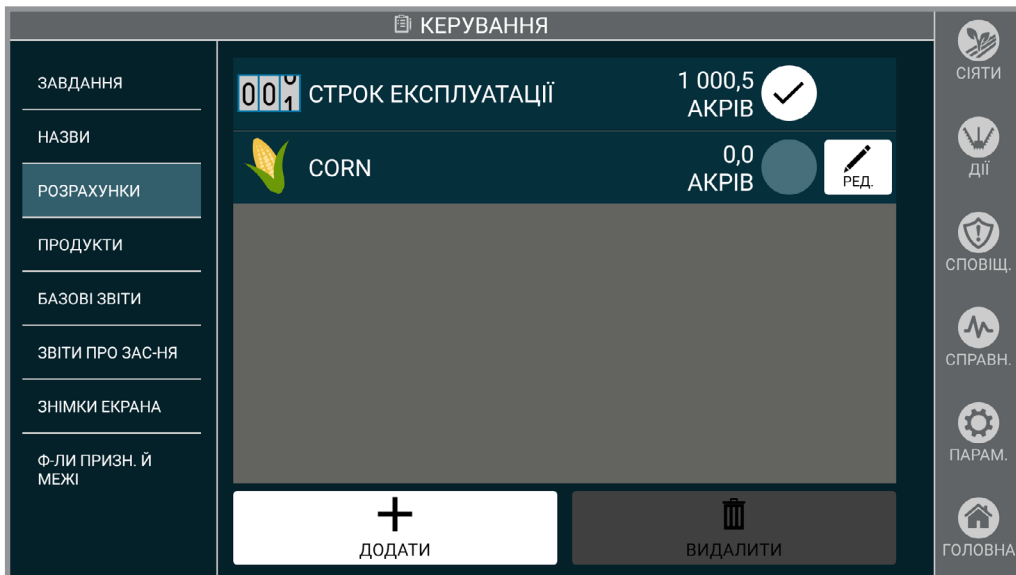 КЕРУВАННЯ
ЗАВДАННЯ
НАЗВИ
РОЗРАХУНКИ
ПРОДУКТИ
БАЗОВІ ЗВІТИ
ЗВІТИ ПРО ЗАС-НЯ
ЗНІМКИ ЕКРАНА
Ф-ЛИ ПРИЗН. Й
МЕЖІ
001 СТРОК ЕКСПЛУАТАЦІЇ
1 000,5
АКРІВ
CORN
0,0
АКРІВ
РЕД.
ДОДАТИ
ВИДАЛИТИ
СІЯТИ
ДІЇ
СПОВІЩ.
СПРАВН.
ПАРАМ.
ГОЛОВНА